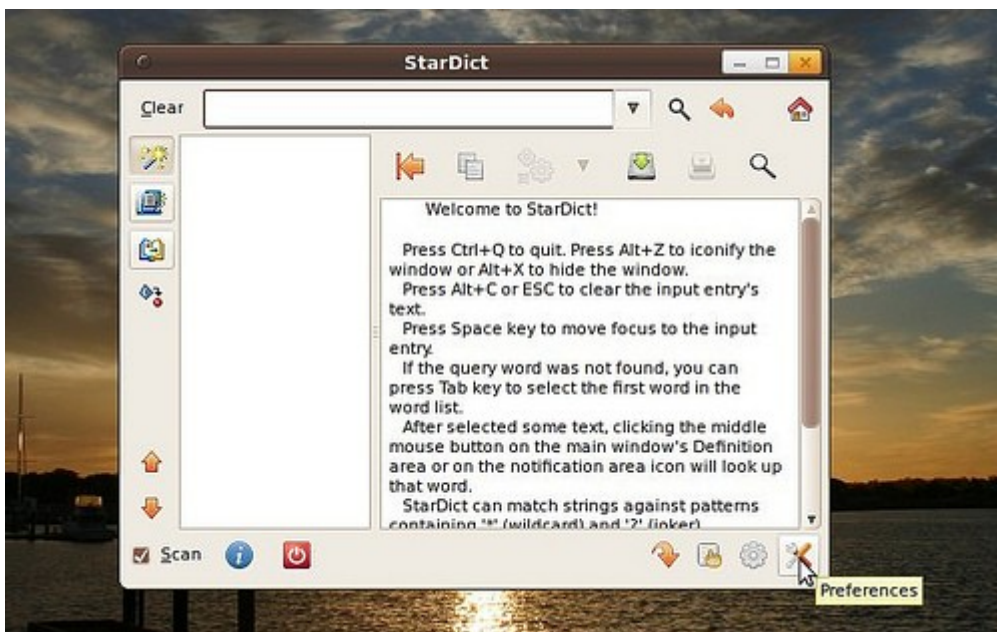 StarDict
Clear
Welcome to StarDict!
Press Ctrl+Q to quit. Press Alt+Z to iconify the
window or Alt+X to hide the window.
Press Alt+C or ESC to clear the input entry's
text.
Press Space key to move focus to the input
entry.
If the query word was not found, you can
press Tab key to select the first word in the
word list.
After selected some text, clicking the middle
mouse button on the main window's Definition
area or on the notification area icon will look up
that word.
StarDict can match strings against patterns
containing '*' (wildcard) and '?' (joker)
Scan
Preferences